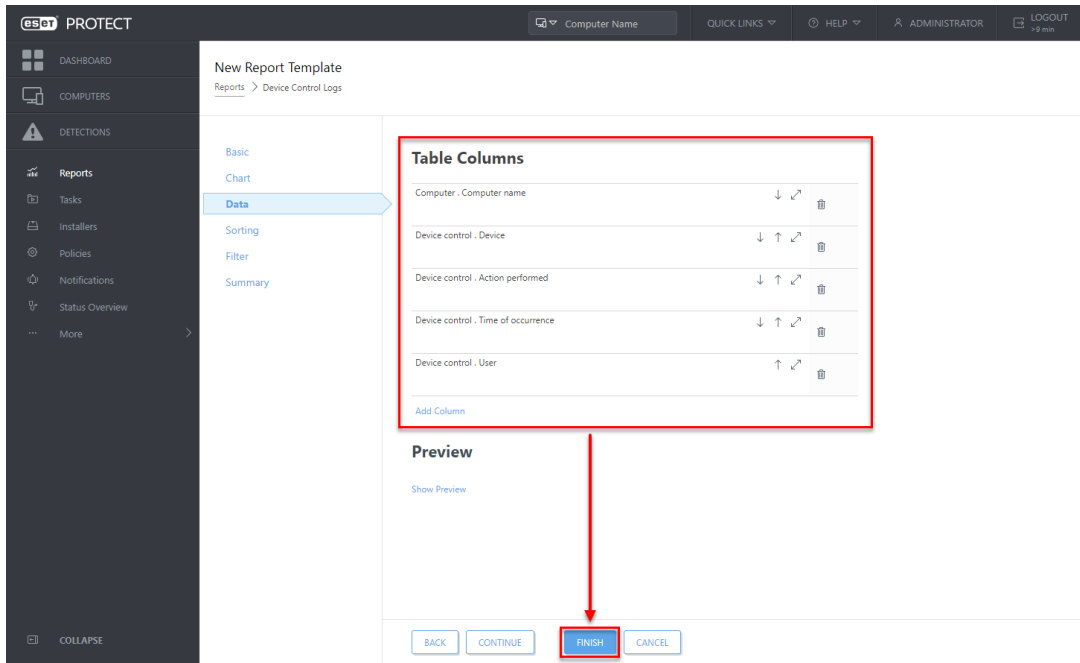 eset PROTECT
Computer Name
QUICK LINKS
HELP
ADMINISTRATOR
LOGOUT
>9 min
DASHBOARD
COMPUTERS
DETECTIONS
Reports
Tasks
Installers
Policies
Notifications
Status Overview
More
COLLAPSE
New Report Template
Reports > Device Control Logs
Basic
Chart
Data
Sorting
Filter
Summary
Table Columns
Computer . Computer name
Device control . Device
Device control . Action performed
Device control . Time of occurrence
Device control . User
Add Column
Preview
Show Preview
BACK CONTINUE FINISH CANCEL